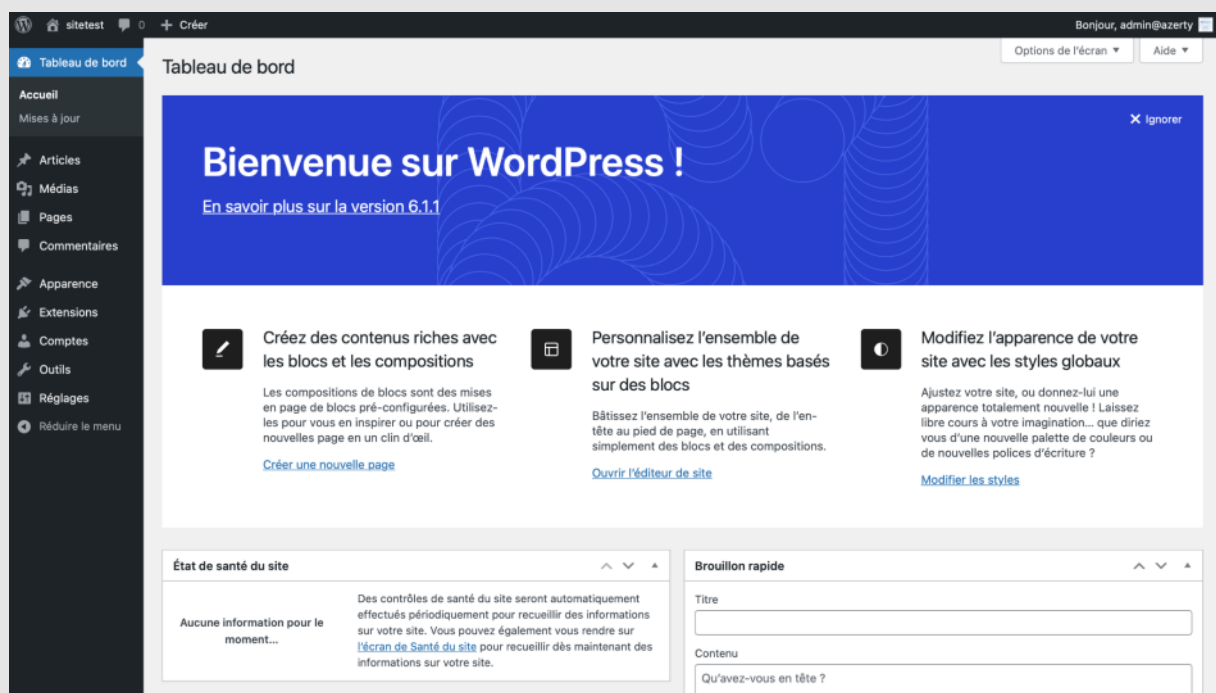 sitetest 0 + Créer
Bonjour, admin@azerty
Tableau de bord
Accueil
Mises à jour
Articles
Médias
Pages
Commentaires
Apparence
Extensions
Comptes
Outils
Réglages
Réduire le menu
Options de l'écran ▼
Aide ▼
Tableau de bord
Ignorer
Bienvenue sur WordPress !
En savoir plus sur la version 6.1.1
Créez des contenus riches avec
les blocs et les compositions
Les compositions de blocs sont des mises
en page de blocs pré-configurées. Utilisez-
les pour vous en inspirer ou pour créer des
nouvelles page en un clin d'œil.
Créer une nouvelle page
Personnalisez l'ensemble de
votre site avec les thèmes basés
sur des blocs
Bâtissez l'ensemble de votre site, de l'en-
tête au pied de page, en utilisant
simplement des blocs et des compositions.
Ouvrir l'éditeur de site
Modifiez l'apparence de votre
site avec les styles globaux
Ajustez votre site, ou donnez-lui une
apparence totalement nouvelle ! Laissez
libre cours à votre imagination... que diriez
vous d'une nouvelle palette de couleurs ou
de nouvelles polices d'écriture ?
Modifier les styles
État de santé du site
Aucune information pour le
moment...
Des contrôles de santé du site seront automatiquement
effectués périodiquement pour recueillir des informations
sur votre site. Vous pouvez également vous rendre sur
l'écran de Santé du site pour recueillir dès maintenant des
informations sur votre site.
Brouillon rapide
Titre
Contenu
Qu'avez-vous en tête ?